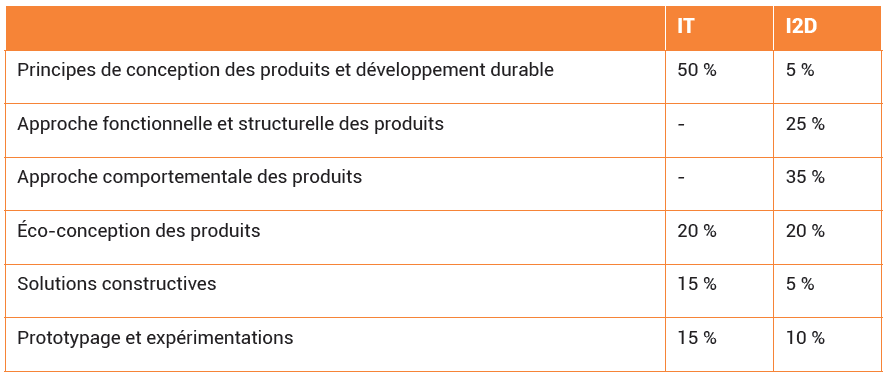 IT I2D
Principes de conception des produits et développement durable 50 % 5 %
Approche fonctionnelle et structurelle des produits - 25 %
Approche comportementale des produits - 35 %
Éco-conception des produits 20 % 20 %
Solutions constructives 15 % 5 %
Prototypage et expérimentations 15 % 10 %